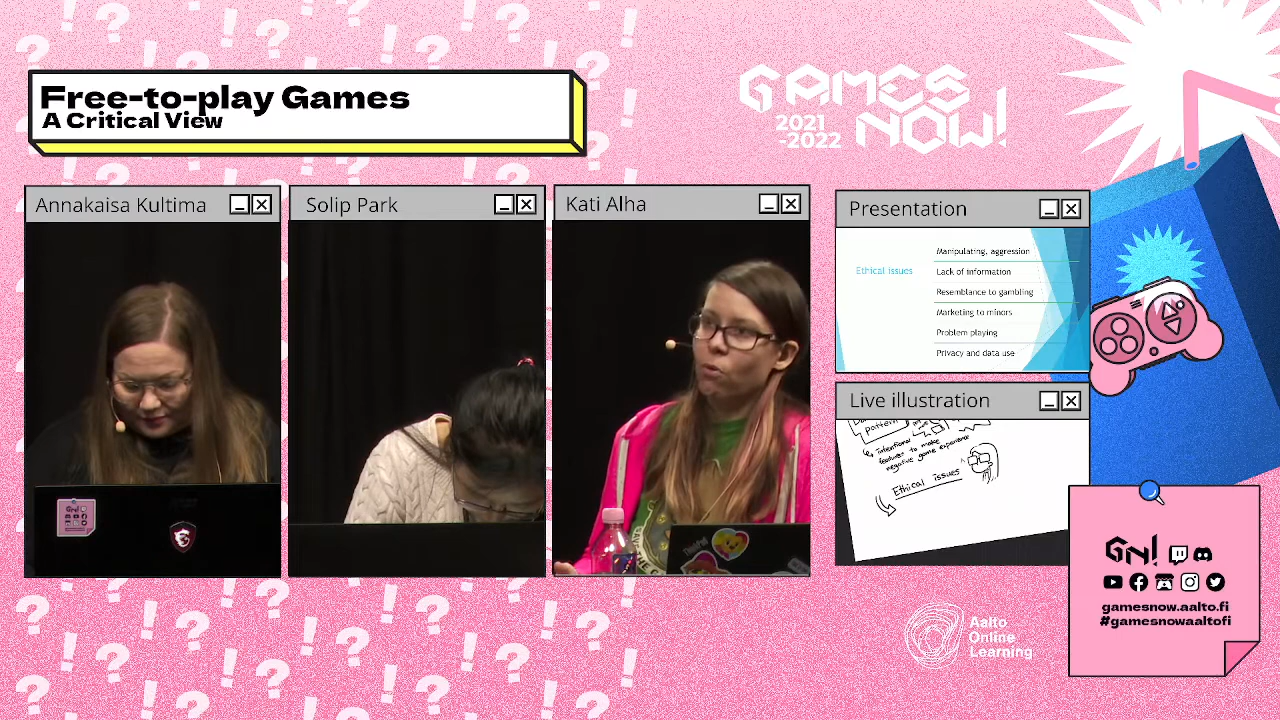 Free-to-play Games
A Critical View
GAMES
NOW!
2021
-2022
Annakaisa Kultima
Solip Park
Kati Alha
Presentation
Ethical issues
Manipulating, aggression
Lack of information
Resemblance to gambling
Marketing to minors
Problem playing
Privacy and data use
Live illustration
pattern
intentional
features to make
negative game experience
Ethical issues
GN!
gamesnow.aalto.fi
#gamesnowaaltofi
Aalto
Online
Learning